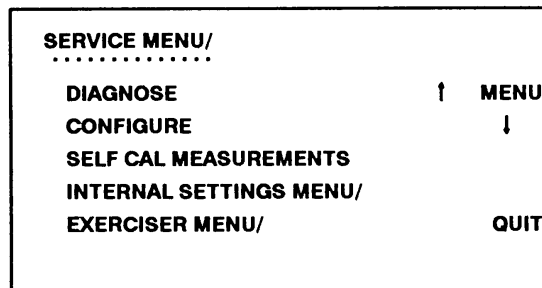 SERVICE MENU/
DIAGNOSE ↑ MENU
CONFIGURE ↓
SELF CAL MEASUREMENTS
INTERNAL SETTINGS MENU/
EXERCISER MENU/ QUIT